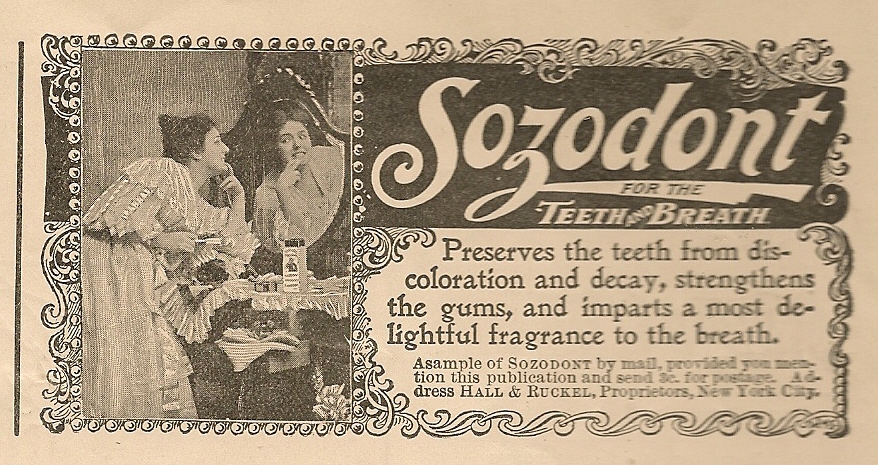 Sozodont
FOR THE
TEETH AND BREATH
Preserves the teeth from dis-
coloration and decay, strengthens
the gums, and imparts a most de-
lightful fragrance to the breath.
A sample of SOZODONT by mail, provided you men-
tion this publication and send 3c. for postage. Ad-
dress HALL & RUCKEL, Proprietors, New York City.